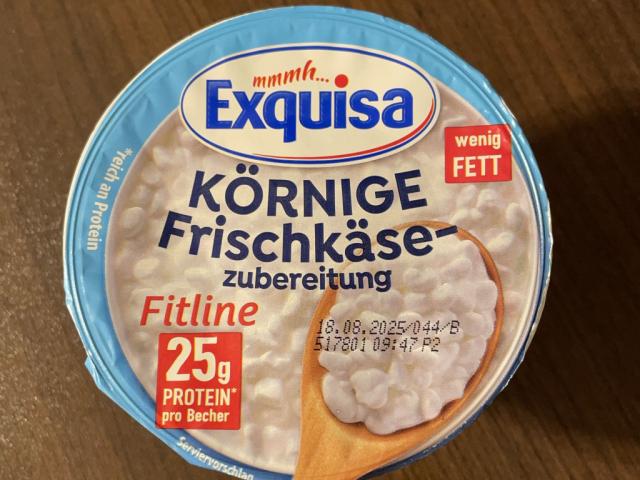 mmmh...
Exquisa
wenig
FETT
*reich an Protein
KÖRNIGE
Frischkäse-
zubereitung
Fitline
18.08.2025/044/B
517801 09:47 P2
25g
PROTEIN*
pro Becher
Serviervorschlag